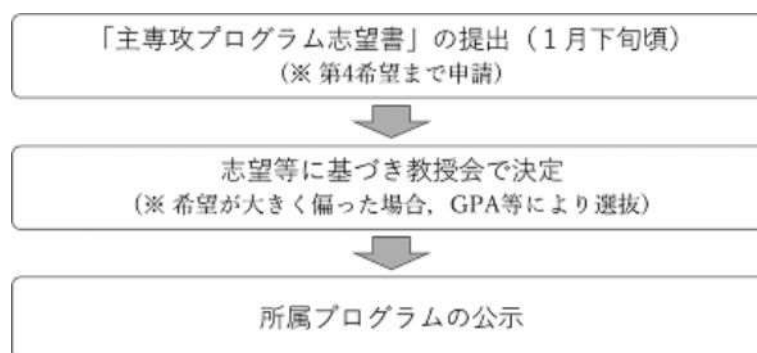 「主専攻プログラム志望書」の提出（１月下旬頃）
（※ 第4希望まで申請）
志望等に基づき教授会で決定
（※ 希望が大きく偏った場合，GPA等により選抜）
所属プログラムの公示